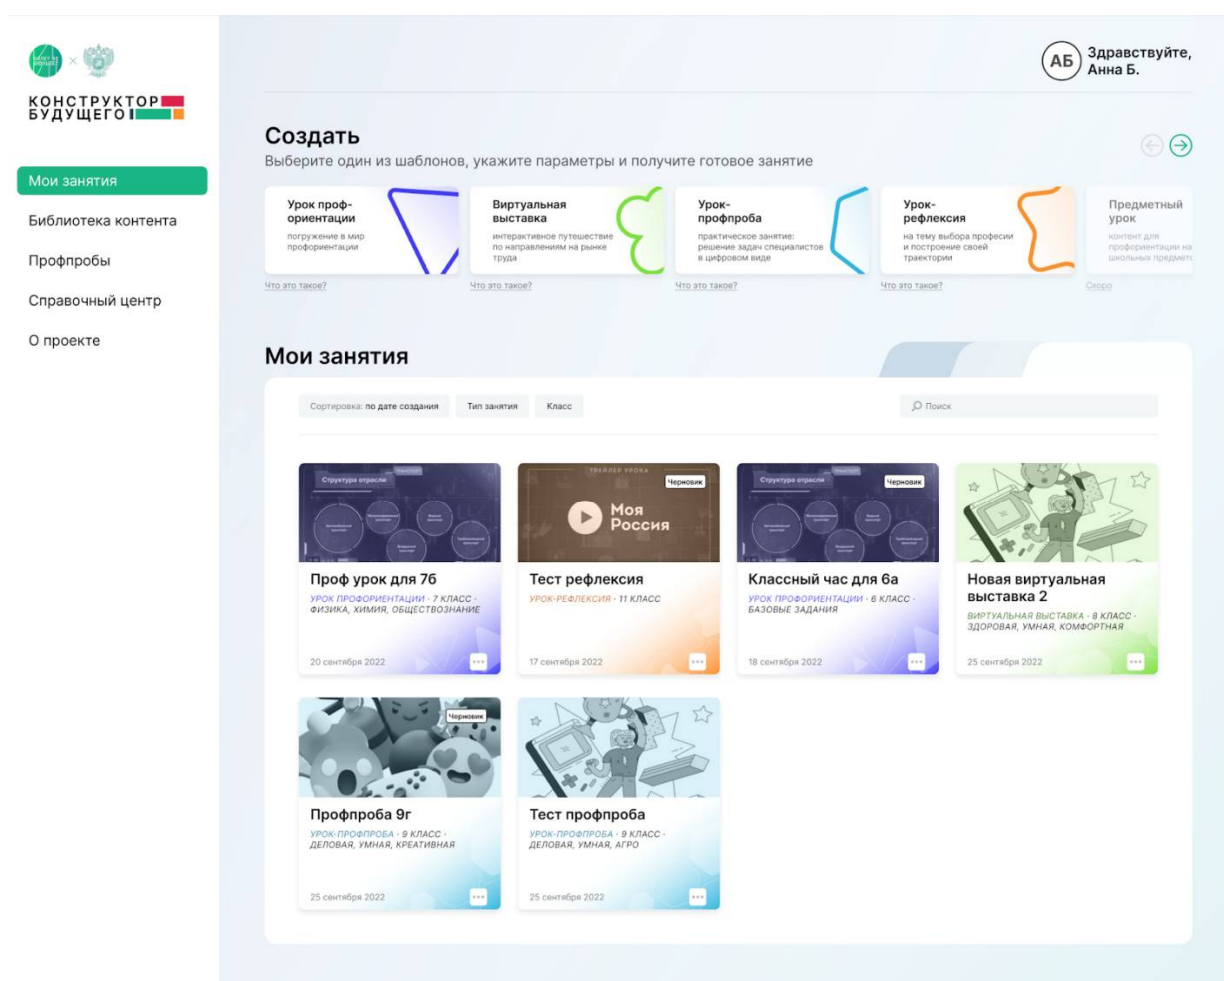 КОНСТРУКТОР
БУДУЩЕГО
Мои занятия
Библиотека контента
Профпробы
Справочный центр
О проекте
АБ
Здравствуйте,
Анна Б.
Создать
Выберите один из шаблонов, укажите параметры и получите готовое занятие
Урок проф-
ориентации
погружение в мир
профориентации
Что это такое?
Виртуальная
выставка
интерактивное путешествие
по направлениям на рынке
труда
Что это такое?
Урок-
профпроба
практическое занятие:
решение задач специалистов
в цифровом виде
Что это такое?
Урок-
рефлексия
на тему выбора професии
и построение своей
траектории
Что это такое?
Предметный
урок
контент для
профориентации на
школьных предмет
Скоро
Мои занятия
Сортировка: по дате создания
Тип занятия
Класс
Поиск
Структура отрасли
Проф урок для 7б
УРОК ПРОФОРИЕНТАЦИИ · 7 КЛАСС ·
ФИЗИКА, ХИМИЯ, ОБЩЕСТВОЗНАНИЕ
20 сентября 2022
ТРЕЙЛЕР УРОКА
Черновик
Моя
Россия
Тест рефлексия
УРОК-РЕФЛЕКСИЯ · 11 КЛАСС
17 сентября 2022
Структура отрасли
Черновик
Классный час для 6а
УРОК ПРОФОРИЕНТАЦИИ · 6 КЛАСС ·
БАЗОВЫЕ ЗАДАНИЯ
18 сентября 2022
Новая виртуальная
выставка 2
ВИРТУАЛЬНАЯ ВЫСТАВКА · 8 КЛАСС ·
ЗДОРОВАЯ, УМНАЯ, КОМФОРТНАЯ
25 сентября 2022
Черновик
Профпроба 9г
УРОК-ПРОФПРОБА · 9 КЛАСС ·
ДЕЛОВАЯ, УМНАЯ, КРЕАТИВНАЯ
25 сентября 2022
Тест профпроба
УРОК-ПРОФПРОБА · 9 КЛАСС ·
ДЕЛОВАЯ, УМНАЯ, АГРО
25 сентября 2022